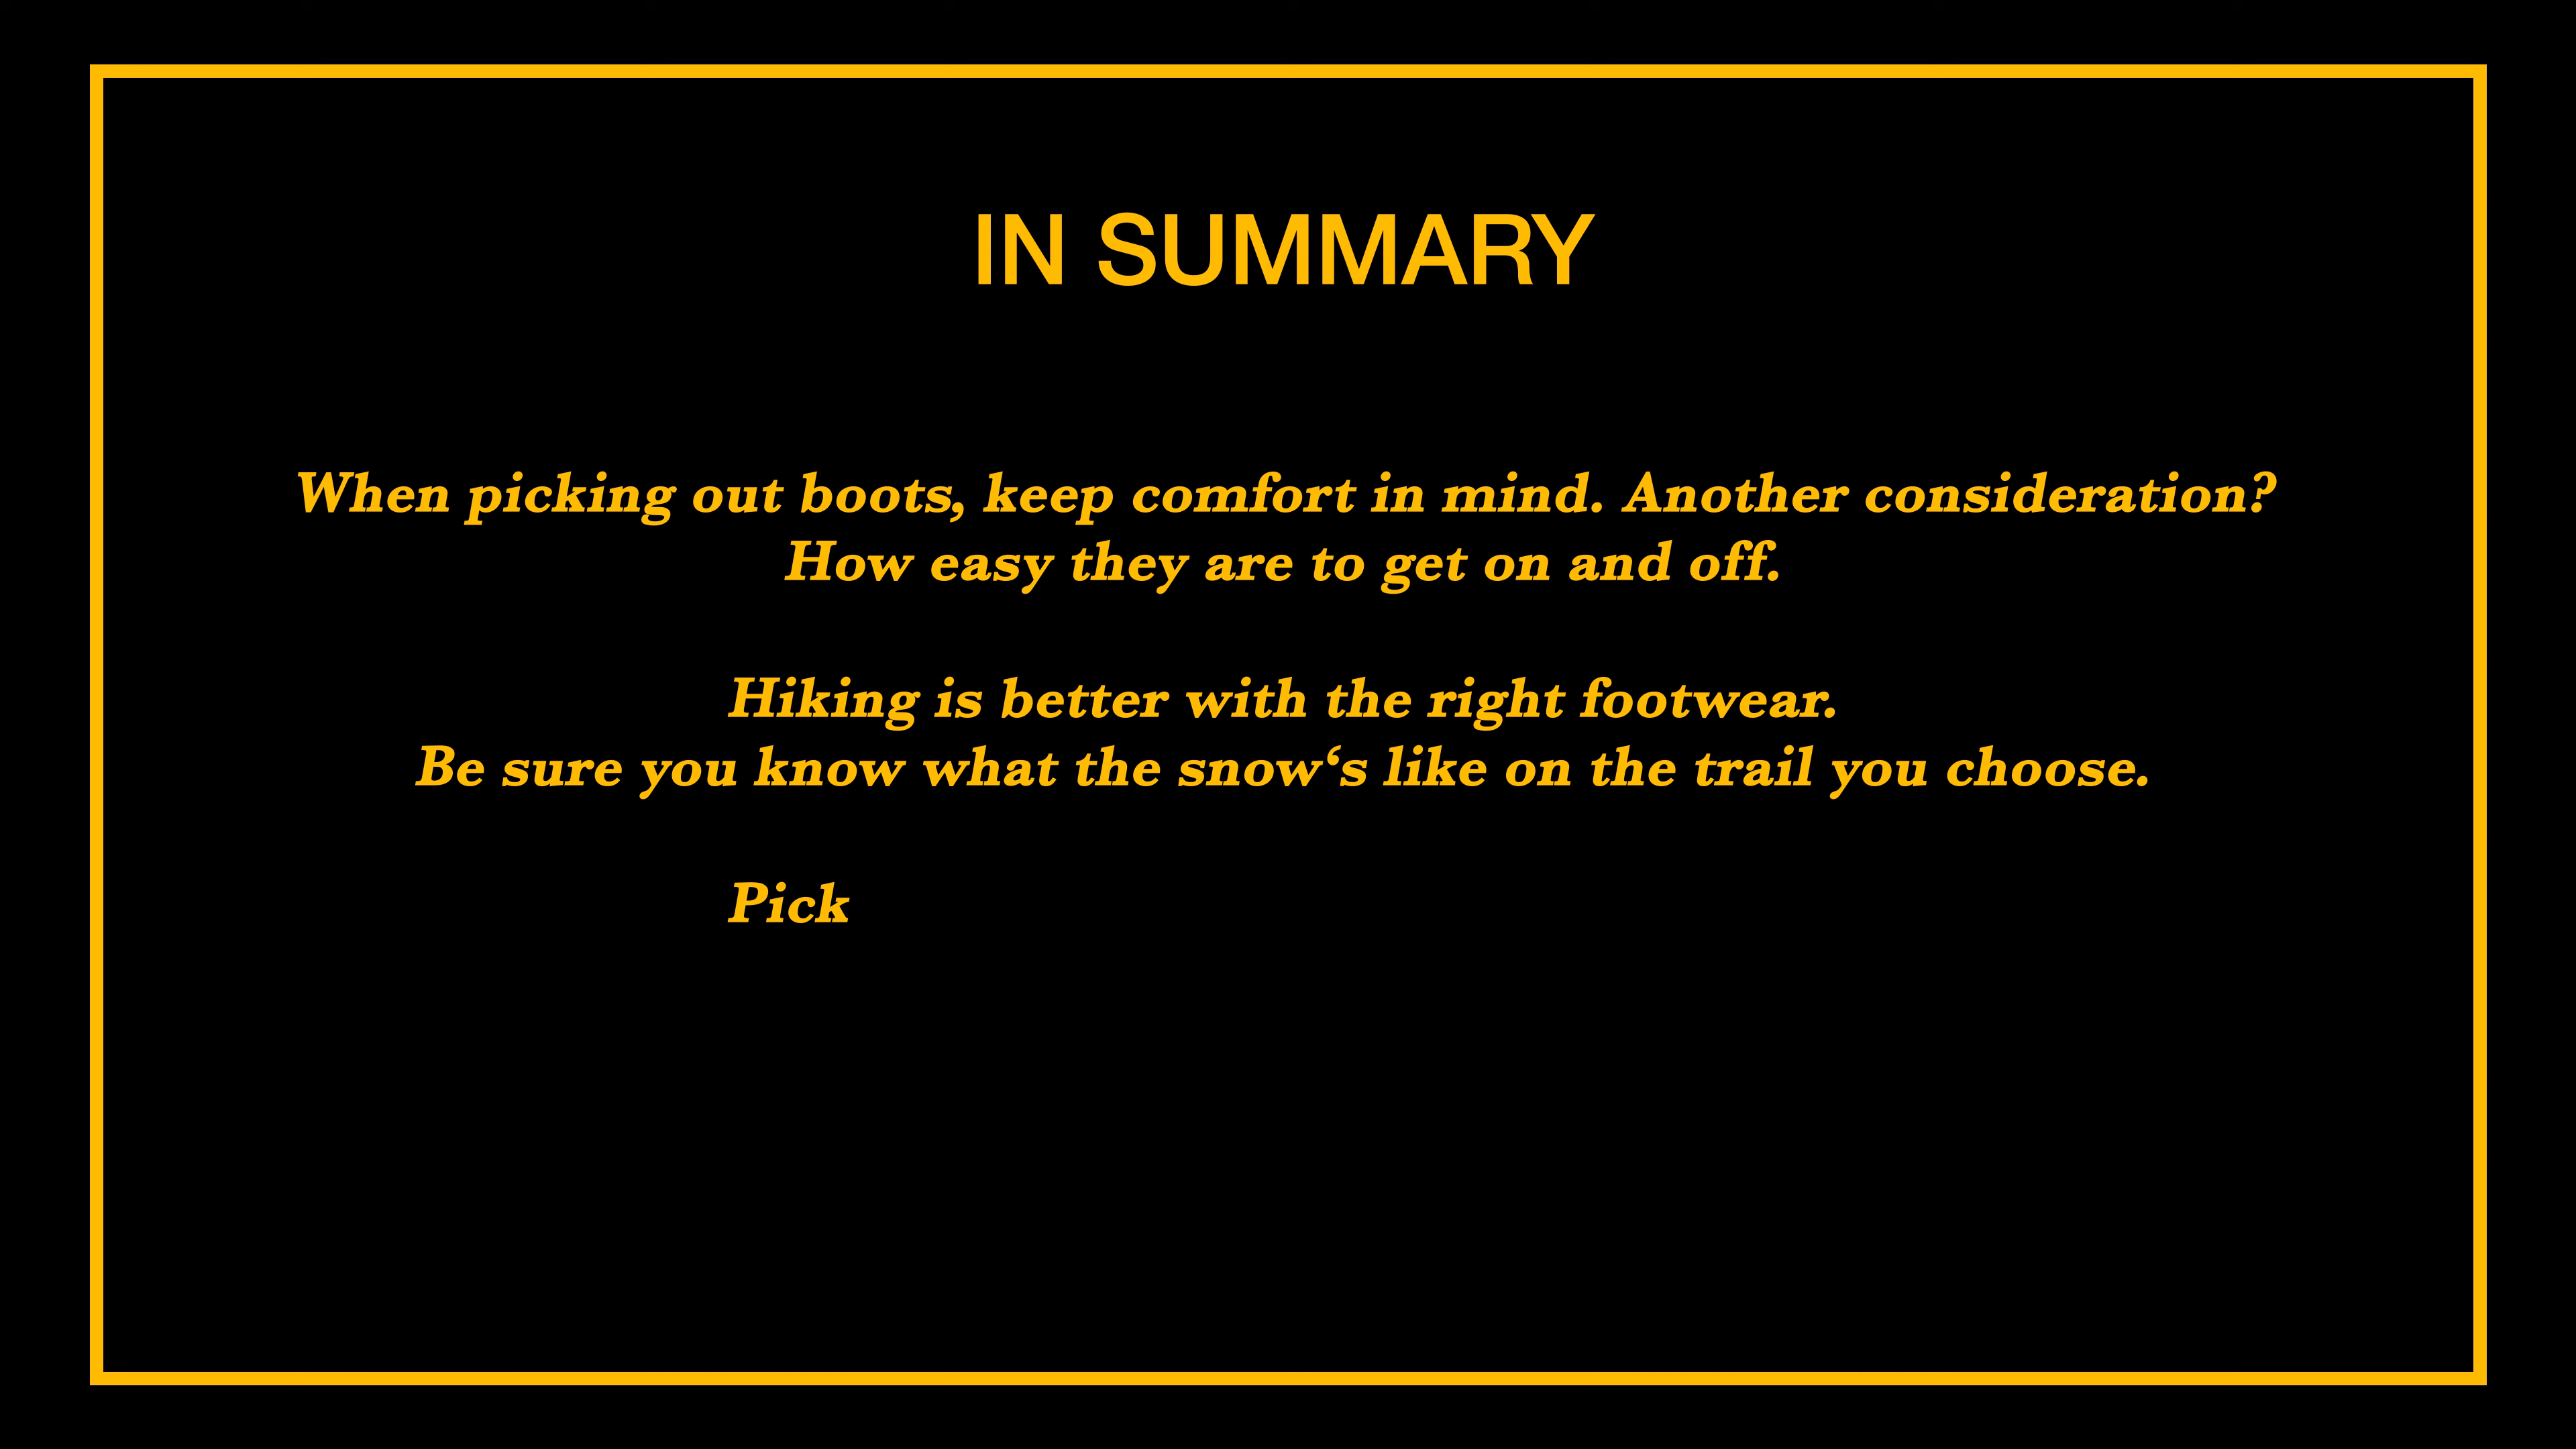 IN SUMMARY
When picking out boots, keep comfort in mind. Another consideration?
How easy they are to get on and off.
Hiking is better with the right footwear.
Be sure you know what the snow‘s like on the trail you choose.
Pick